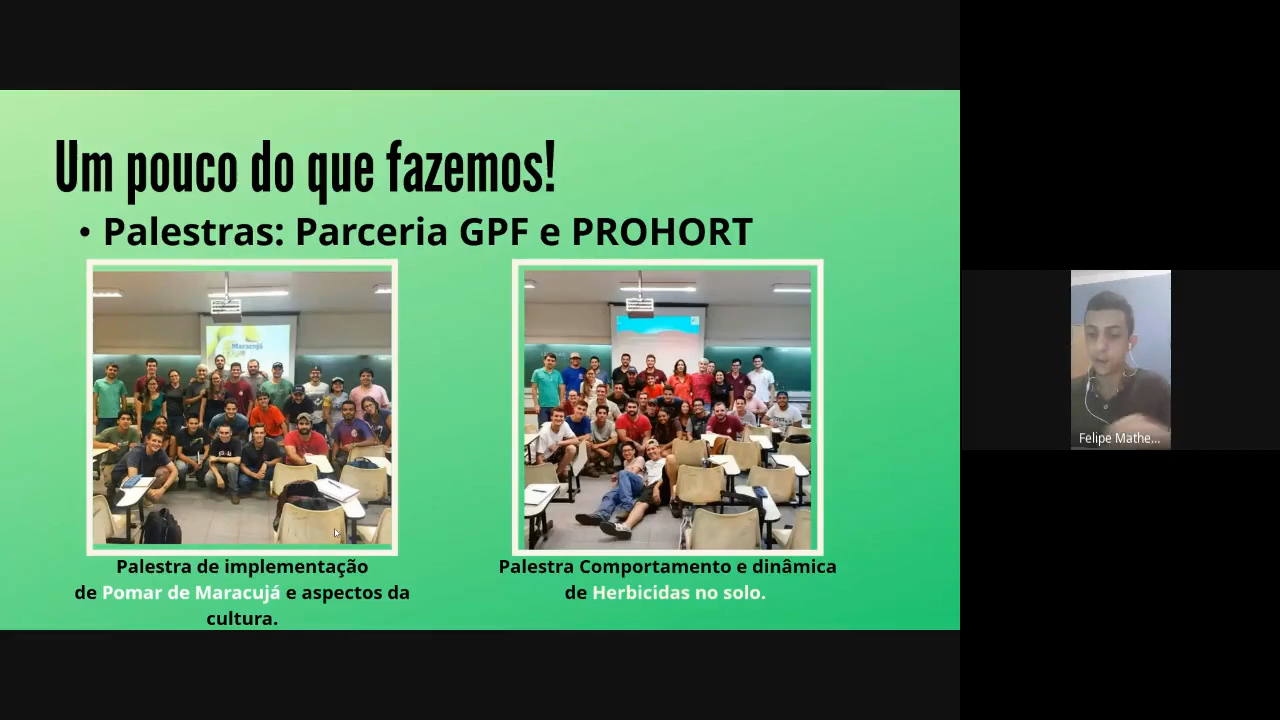 Um pouco do que fazemos!
• Palestras: Parceria GPF e PROHORT
Maracujá
Palestra de implementação
de Pomar de Maracujá e aspectos da
cultura.
Palestra Comportamento e dinâmica
de Herbicidas no solo.
Felipe Mathe...